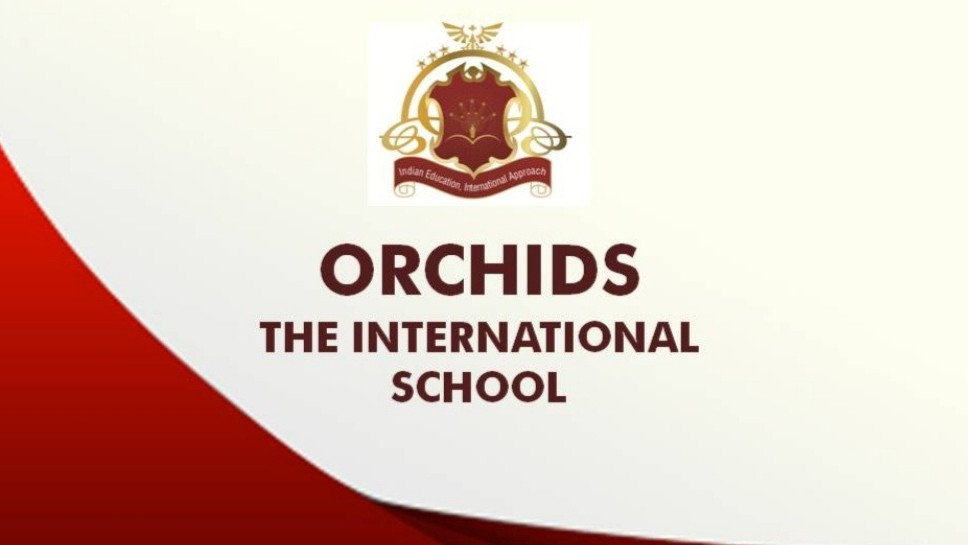 Indian Education, International Approach
ORCHIDS
THE INTERNATIONAL
SCHOOL